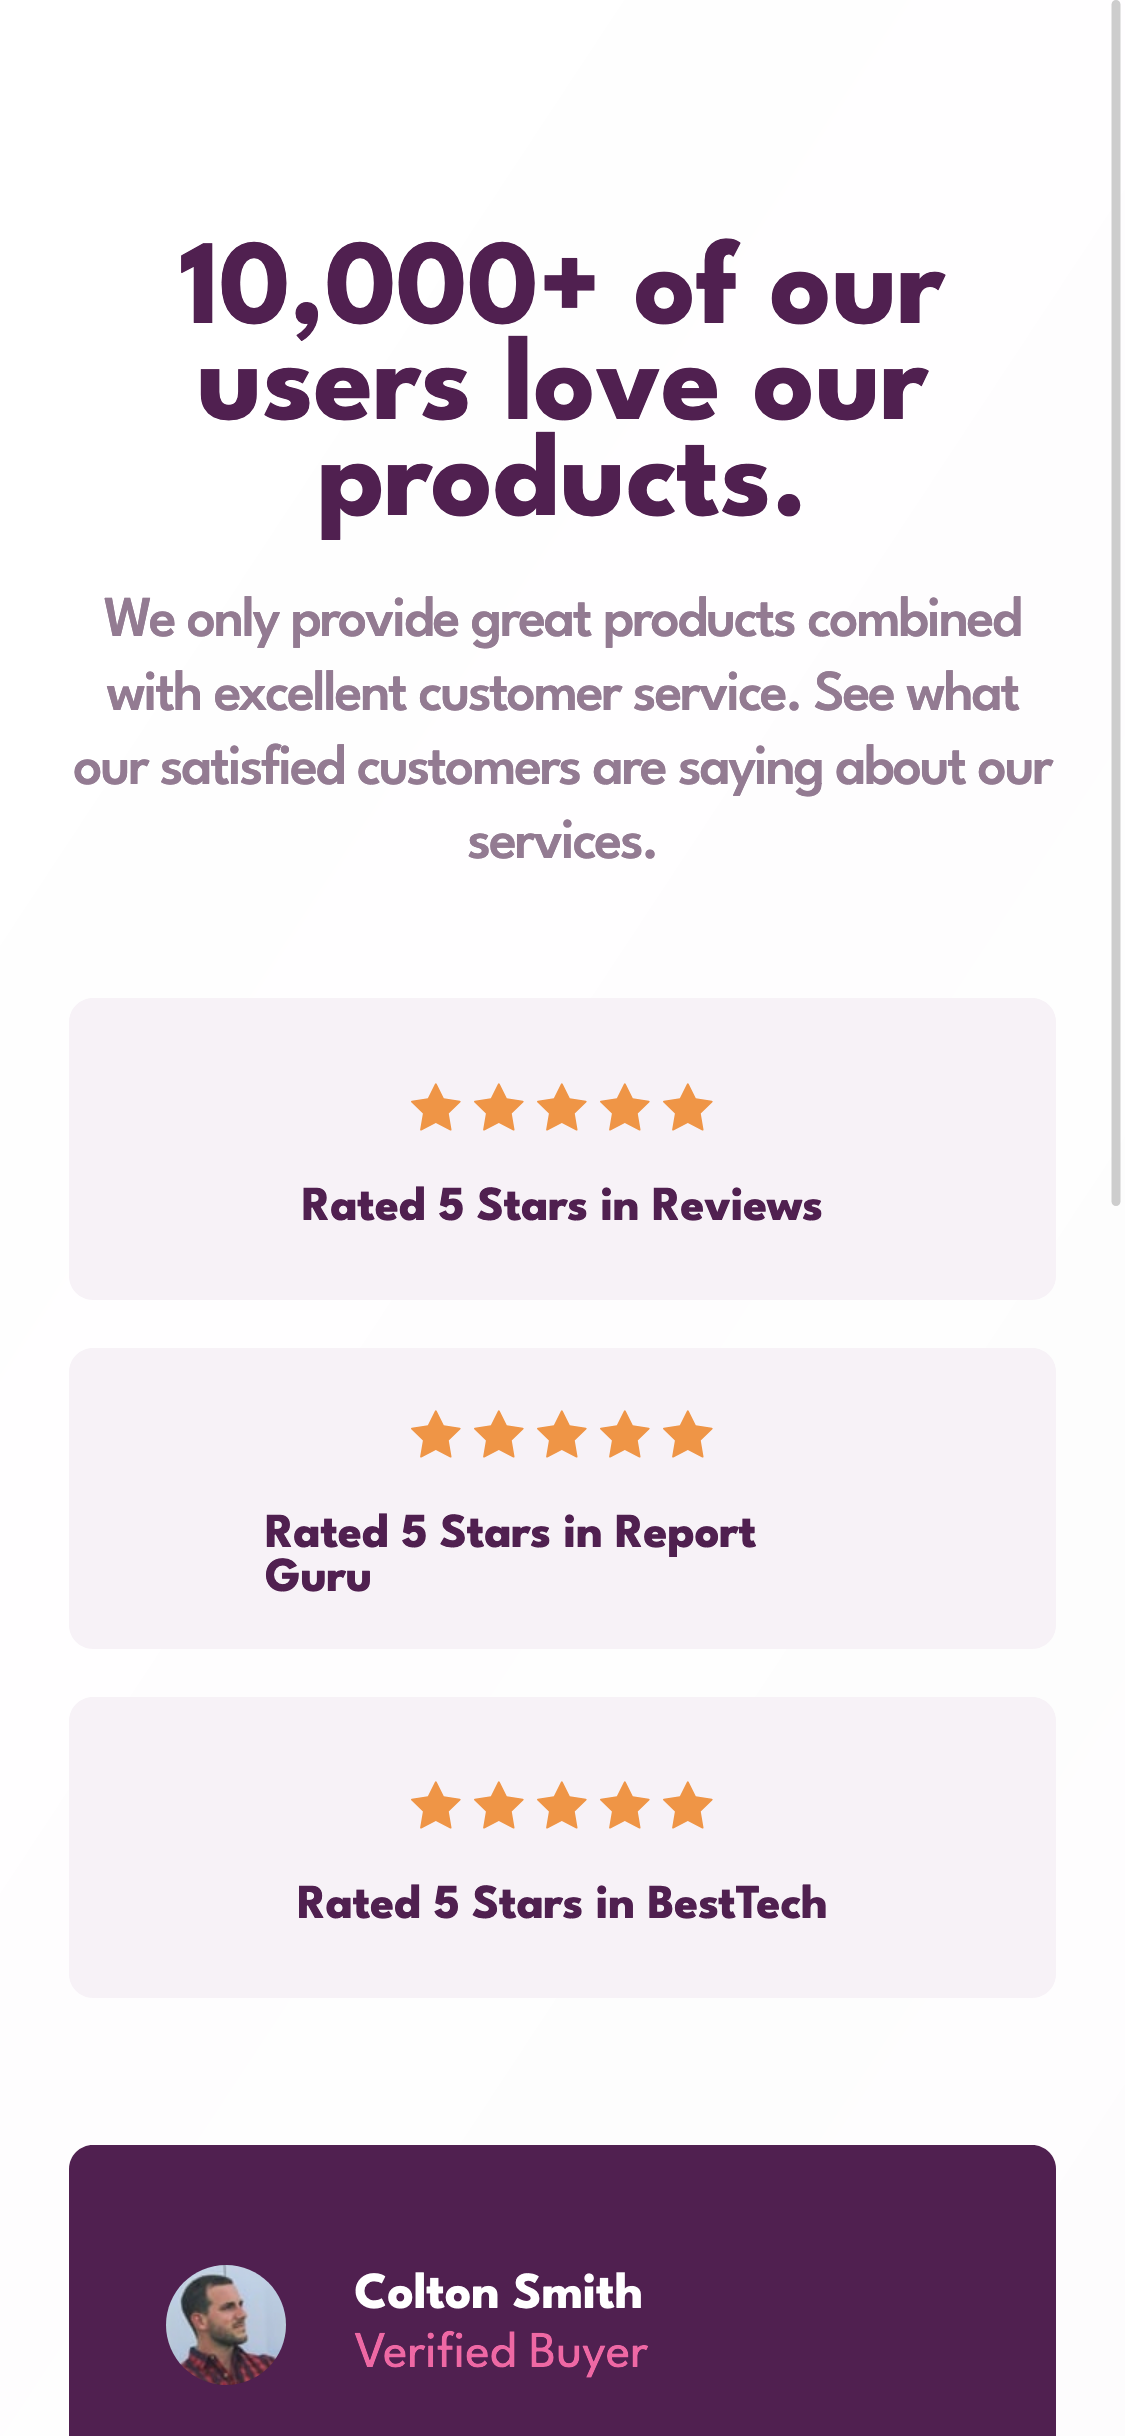 10,000+ of our
users love our
products.
We only provide great products combined
with excellent customer service. See what
our satisfied customers are saying about our
services.
Rated 5 Stars in Reviews
Rated 5 Stars in Report
Guru
Rated 5 Stars in BestTech
Colton Smith
Verified Buyer